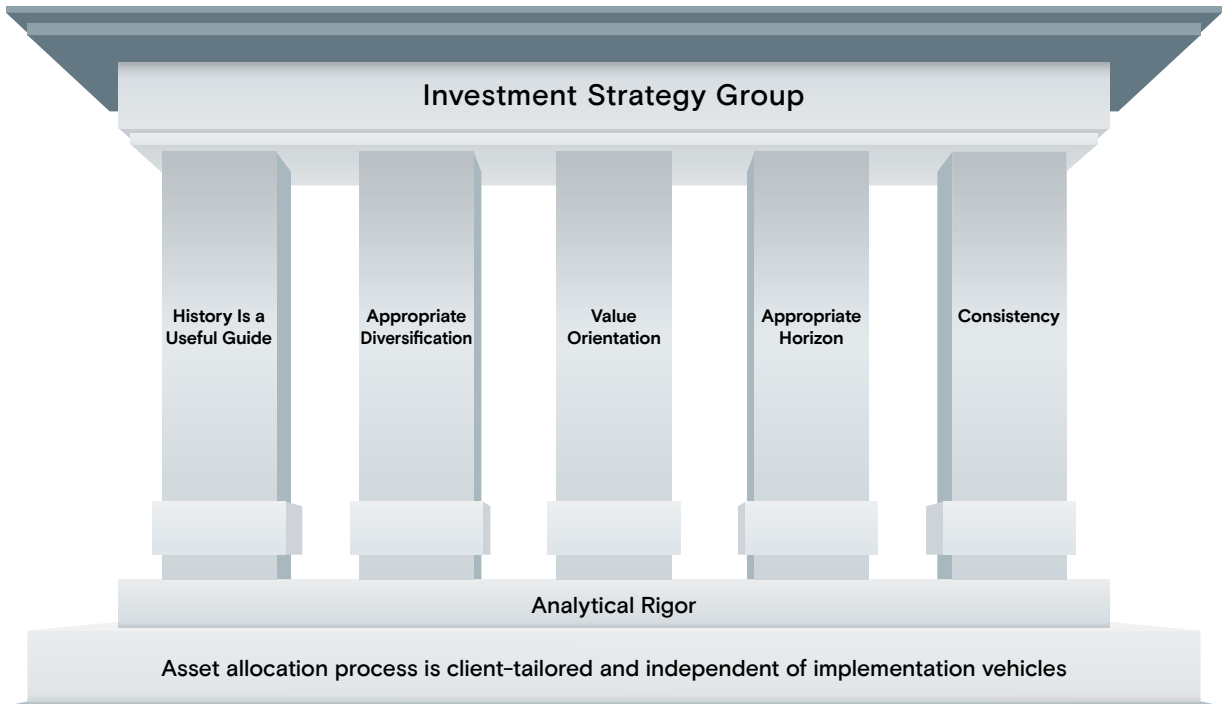 Investment Strategy Group
History Is a
Useful Guide
Appropriate
Diversification
Value
Orientation
Appropriate
Horizon
Consistency
Analytical Rigor
Asset allocation process is client-tailored and independent of implementation vehicles